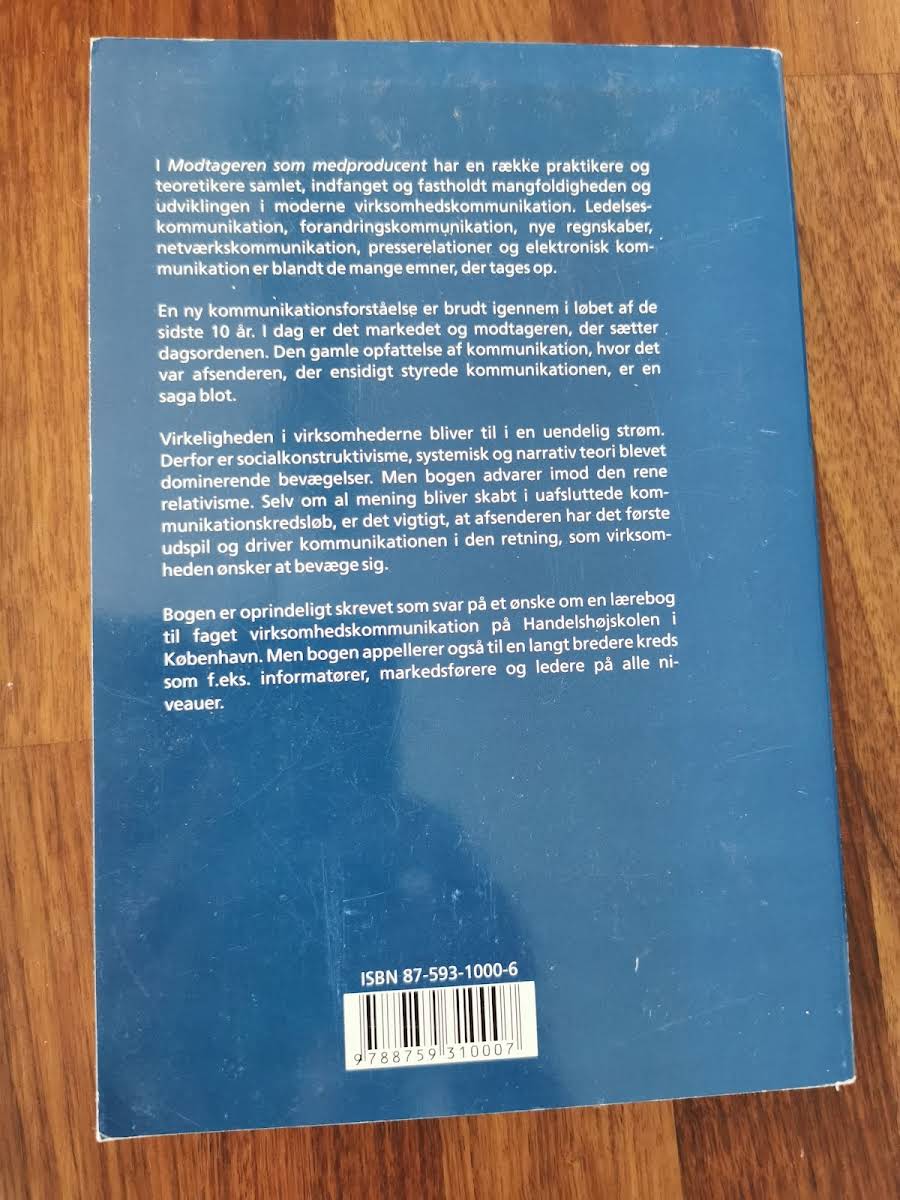 I Modtageren som medproducent har en række praktikere og
teoretikere samlet, indfanget og fastholdt mangfoldigheden og
udviklingen i moderne virksomhedskommunikation. Ledelses-
kommunikation, forandringskommunikation, nye regnskaber,
netværkskommunikation, presserelationer og elektronisk kom-
munikation er blandt de mange emner, der tages op.
En ny kommunikationsforståelse er brudt igennem i løbet af de
sidste 10 år. I dag er det markedet og modtageren, der sætter
dagsordenen. Den gamle opfattelse af kommunikation, hvor det
var afsenderen, der ensidigt styrede kommunikationen, er en
saga blot.
Virkeligheden i virksomhederne bliver til i en uendelig strøm.
Derfor er socialkonstruktivisme, systemisk og narrativ teori blevet
dominerende bevægelser. Men bogen advarer imod den rene
relativisme. Selv om al mening bliver skabt i uafsluttede kom-
munikationskredsløb, er det vigtigt, at afsenderen har det første
udspil og driver kommunikationen i den retning, som virksom-
heden ønsker at bevæge sig.
Bogen er oprindeligt skrevet som svar på et ønske om en lærebog
til faget virksomhedskommunikation på Handelshøjskolen i
København. Men bogen appellerer også til en langt bredere kreds
som f.eks. informatører, markedsførere og ledere på alle ni-
veauer.
ISBN 87-593-1000-6
9 788759 310007